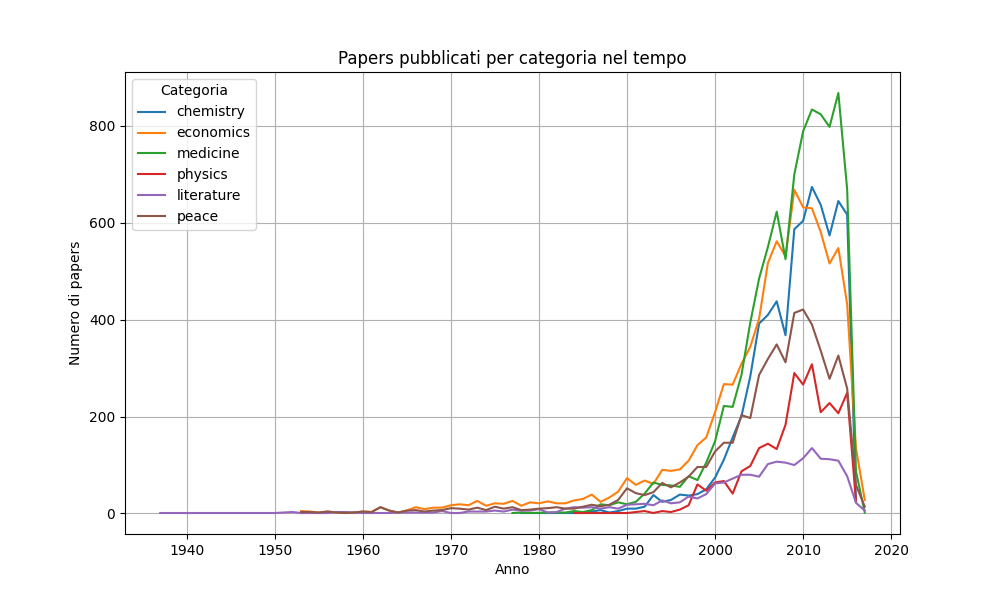 Papers pubblicati per categoria nel tempo
Categoria
chemistry
economics
medicine
physics
literature
peace
Numero di papers
800
600
400
200
0
1940 1950 1960 1970 1980 1990 2000 2010 2020
Anno